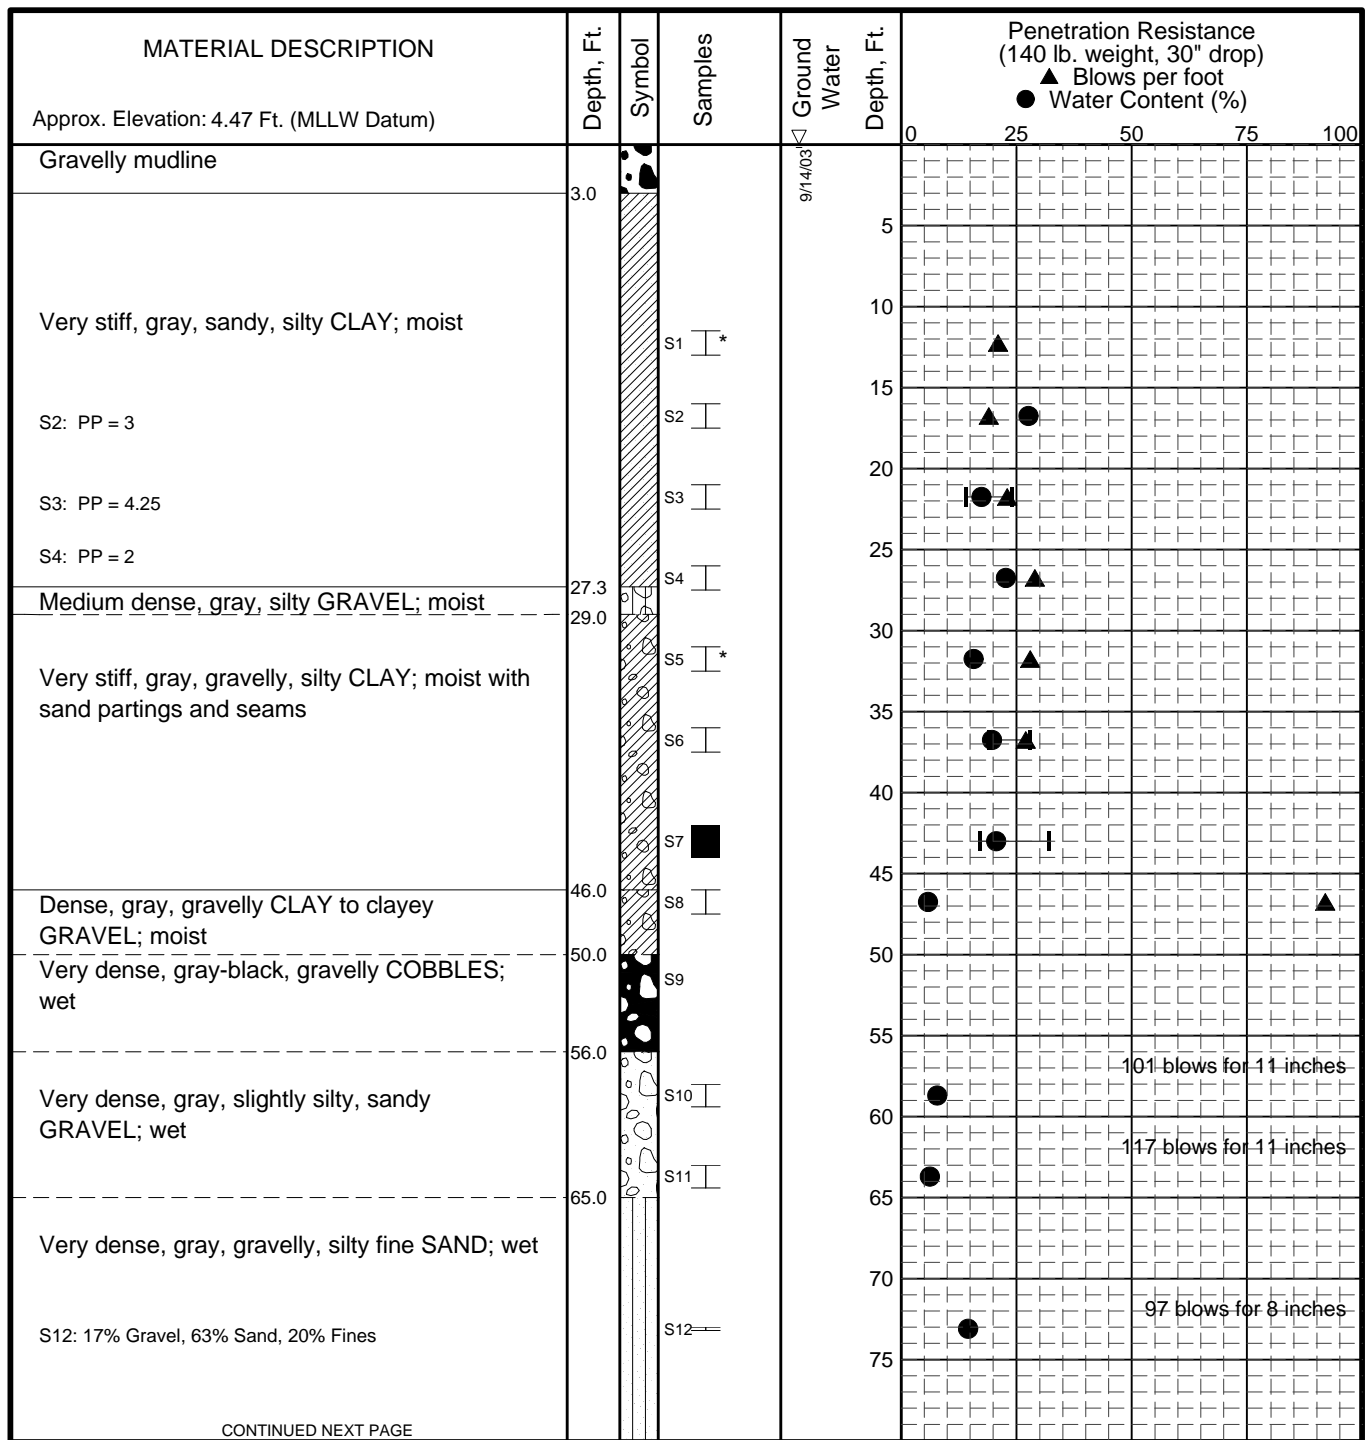 MATERIAL DESCRIPTION
Approx. Elevation: 4.47 Ft. (MLLW Datum)
Depth, Ft.
Symbol
Samples
Ground
Water
Depth, Ft.
Penetration Resistance
(140 lb. weight, 30" drop)
▲ Blows per foot
● Water Content (%)
0 25 50 75 100
Gravelly mudline
9/14/03
3.0
5
10
Very stiff, gray, sandy, silty CLAY; moist
S1 *
15
S2: PP = 3
S2
20
S3: PP = 4.25
S3
25
S4: PP = 2
S4
27.3
Medium dense, gray, silty GRAVEL; moist
29.0
30
S5 *
Very stiff, gray, gravelly, silty CLAY; moist with
sand partings and seams
35
S6
40
S7
45
46.0
Dense, gray, gravelly CLAY to clayey
GRAVEL; moist
S8
50.0
50
Very dense, gray-black, gravelly COBBLES;
wet
S9
55
56.0
101 blows for 11 inches
Very dense, gray, slightly silty, sandy
GRAVEL; wet
S10
60
117 blows for 11 inches
S11
65.0
65
Very dense, gray, gravelly, silty fine SAND; wet
70
97 blows for 8 inches
S12: 17% Gravel, 63% Sand, 20% Fines
S12
75
CONTINUED NEXT PAGE